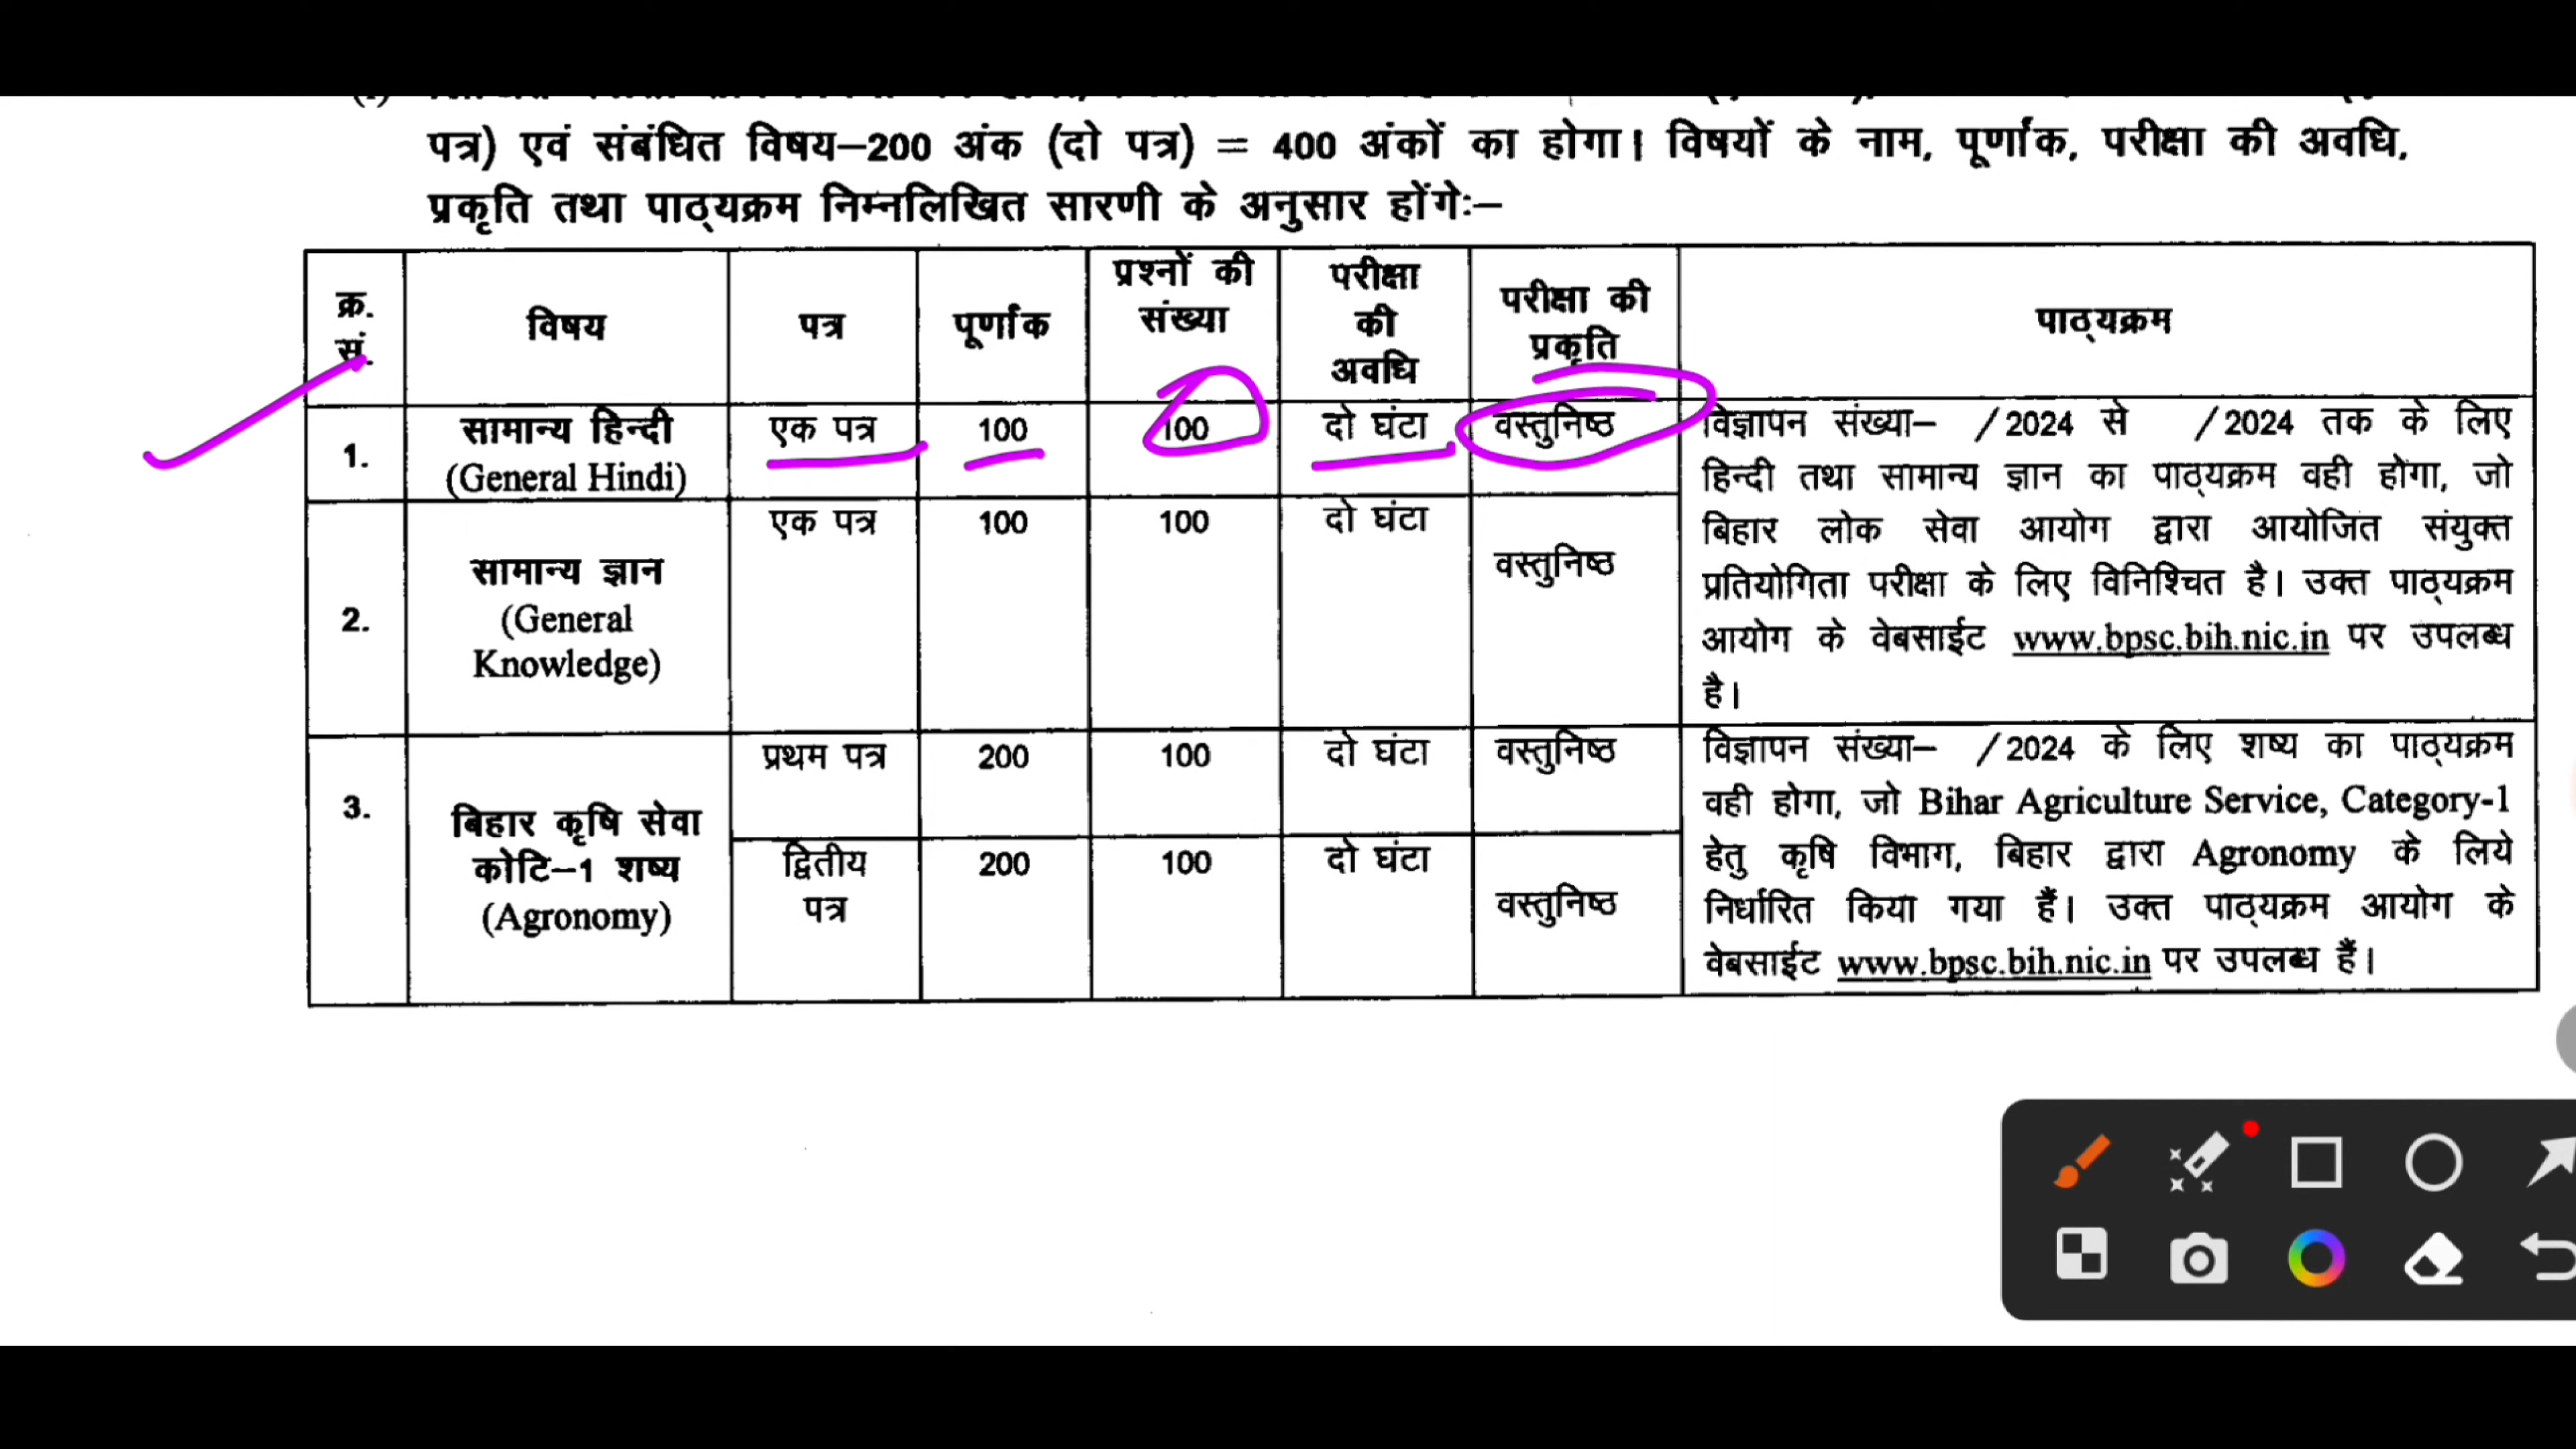 पत्र) एवं संबंधित विषय–200 अंक (दो पत्र) = 400 अंकों का होगा। विषयों के नाम, पूर्णांक, परीक्षा की अवधि,
प्रकृति तथा पाठ्यक्रम निम्नलिखित सारणी के अनुसार होंगेः–
क्र. सं.
विषय
पत्र
पूर्णांक
प्रश्नों की
संख्या
परीक्षा
की
अवधि
परीक्षा की
प्रकृति
पाठ्यक्रम
1.
सामान्य हिन्दी
(General Hindi)
एक पत्र
100
100
दो घंटा
वस्तुनिष्ठ
विज्ञापन संख्या– /2024 से /2024 तक के लिए
हिन्दी तथा सामान्य ज्ञान का पाठ्यक्रम वही होगा, जो
बिहार लोक सेवा आयोग द्वारा आयोजित संयुक्त
प्रतियोगिता परीक्षा के लिए विनिश्चित है। उक्त पाठ्यक्रम
आयोग के वेबसाईट www.bpsc.bih.nic.in पर उपलब्ध
है।
2.
सामान्य ज्ञान
(General
Knowledge)
एक पत्र
100
100
दो घंटा
वस्तुनिष्ठ
3.
बिहार कृषि सेवा
कोटि–1 शष्य
(Agronomy)
प्रथम पत्र
200
100
दो घंटा
वस्तुनिष्ठ
द्वितीय
पत्र
200
100
दो घंटा
वस्तुनिष्ठ
विज्ञापन संख्या– /2024 के लिए शष्य का पाठ्यक्रम
वही होगा, जो Bihar Agriculture Service, Category-1
हेतु कृषि विभाग, बिहार द्वारा Agronomy के लिये
निर्धारित किया गया हैं। उक्त पाठ्यक्रम आयोग के
वेबसाईट www.bpsc.bih.nic.in पर उपलब्ध हैं।